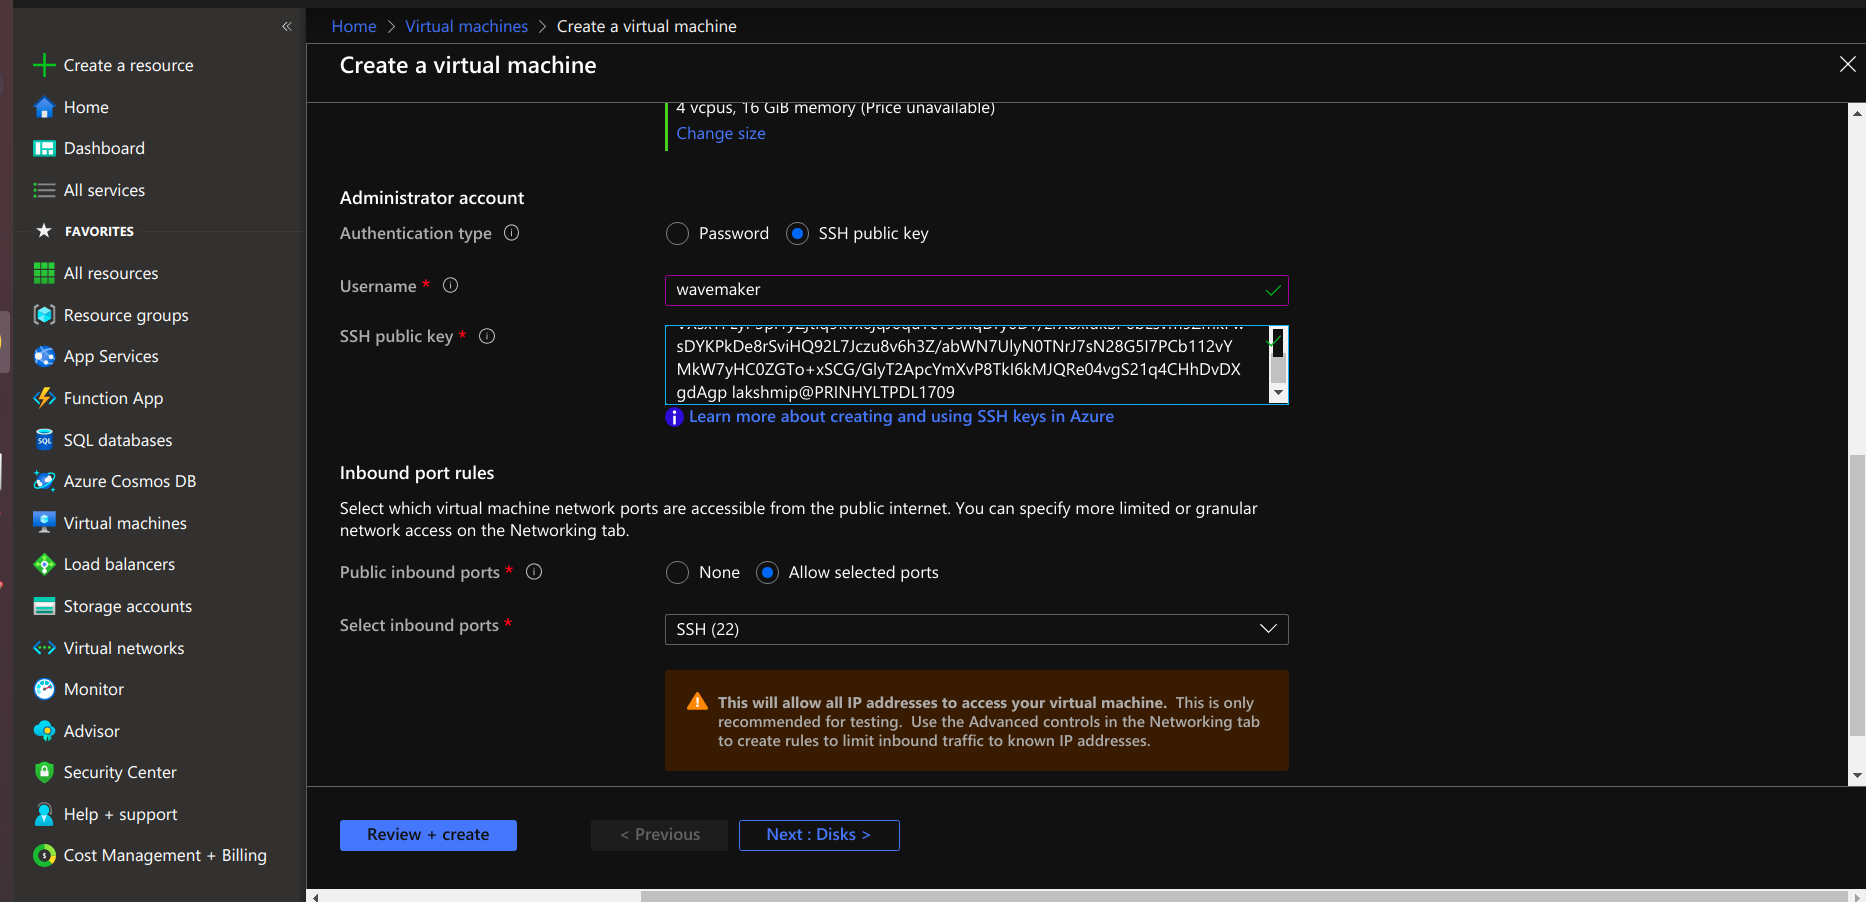 Home > Virtual machines > Create a virtual machine
Create a virtual machine
Create a resource
Home
Dashboard
All services
FAVORITES
All resources
Resource groups
App Services
Function App
SQL databases
Azure Cosmos DB
Virtual machines
Load balancers
Storage accounts
Virtual networks
Monitor
Advisor
Security Center
Help + support
Cost Management + Billing
4 vcpus, 16 GiB memory (Price unavailable)
Change size
Administrator account
Authentication type
Password
SSH public key
Username *
wavemaker
SSH public key *
sDYKPkDe8rSviHQ92L7Jczu8v6h3Z/abWN7UlyN0TNrJ7sN28G5I7PCb112vY
MkW7yHC0ZGTo+xSCG/GlyT2ApcYmXvP8TkI6kMJQRe04vgS21q4CHhDvDX
gdAgp lakshmip@PRINHYLTPDL1709
Learn more about creating and using SSH keys in Azure
Inbound port rules
Select which virtual machine network ports are accessible from the public internet. You can specify more limited or granular
network access on the Networking tab.
Public inbound ports *
None
Allow selected ports
Select inbound ports *
SSH (22)
This will allow all IP addresses to access your virtual machine. This is only
recommended for testing. Use the Advanced controls in the Networking tab
to create rules to limit inbound traffic to known IP addresses.
Review + create
< Previous
Next : Disks >